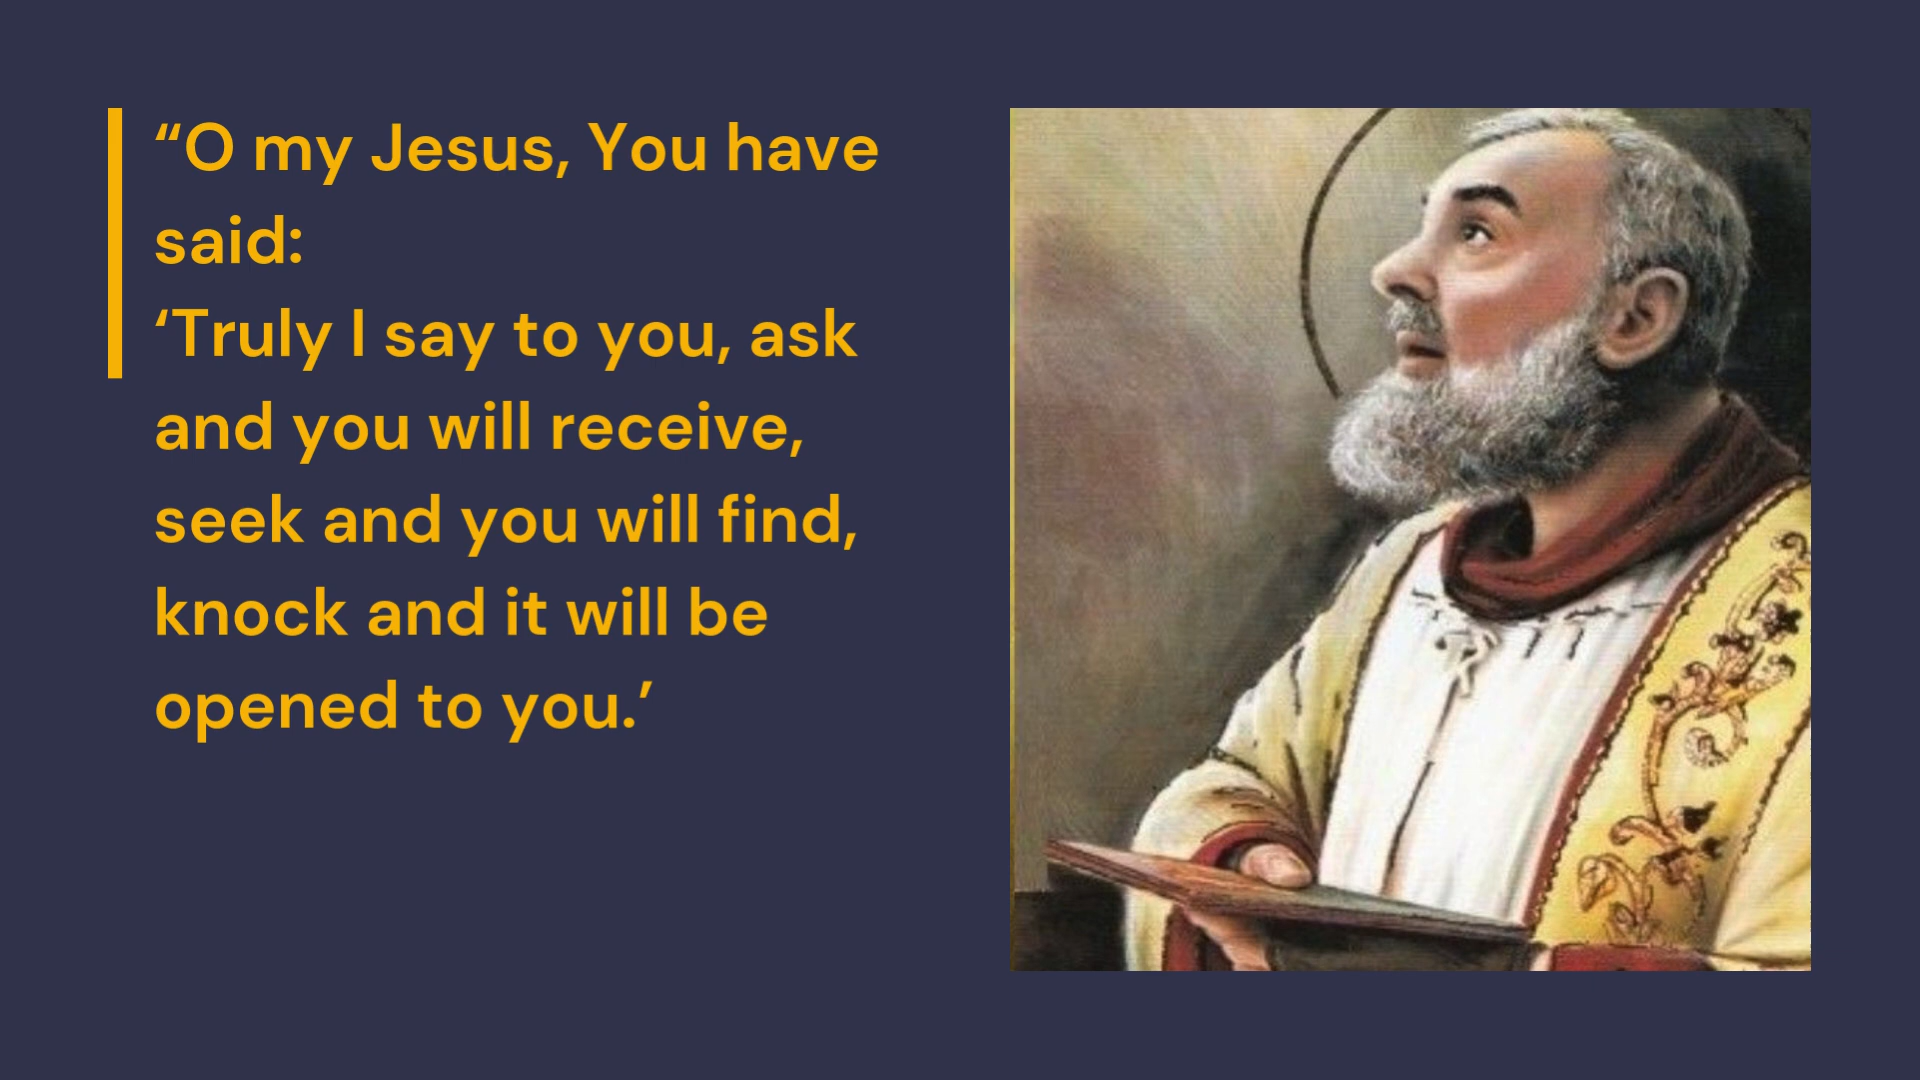 “O my Jesus, You have
said:
‘Truly I say to you, ask
and you will receive,
seek and you will find,
knock and it will be
opened to you.’